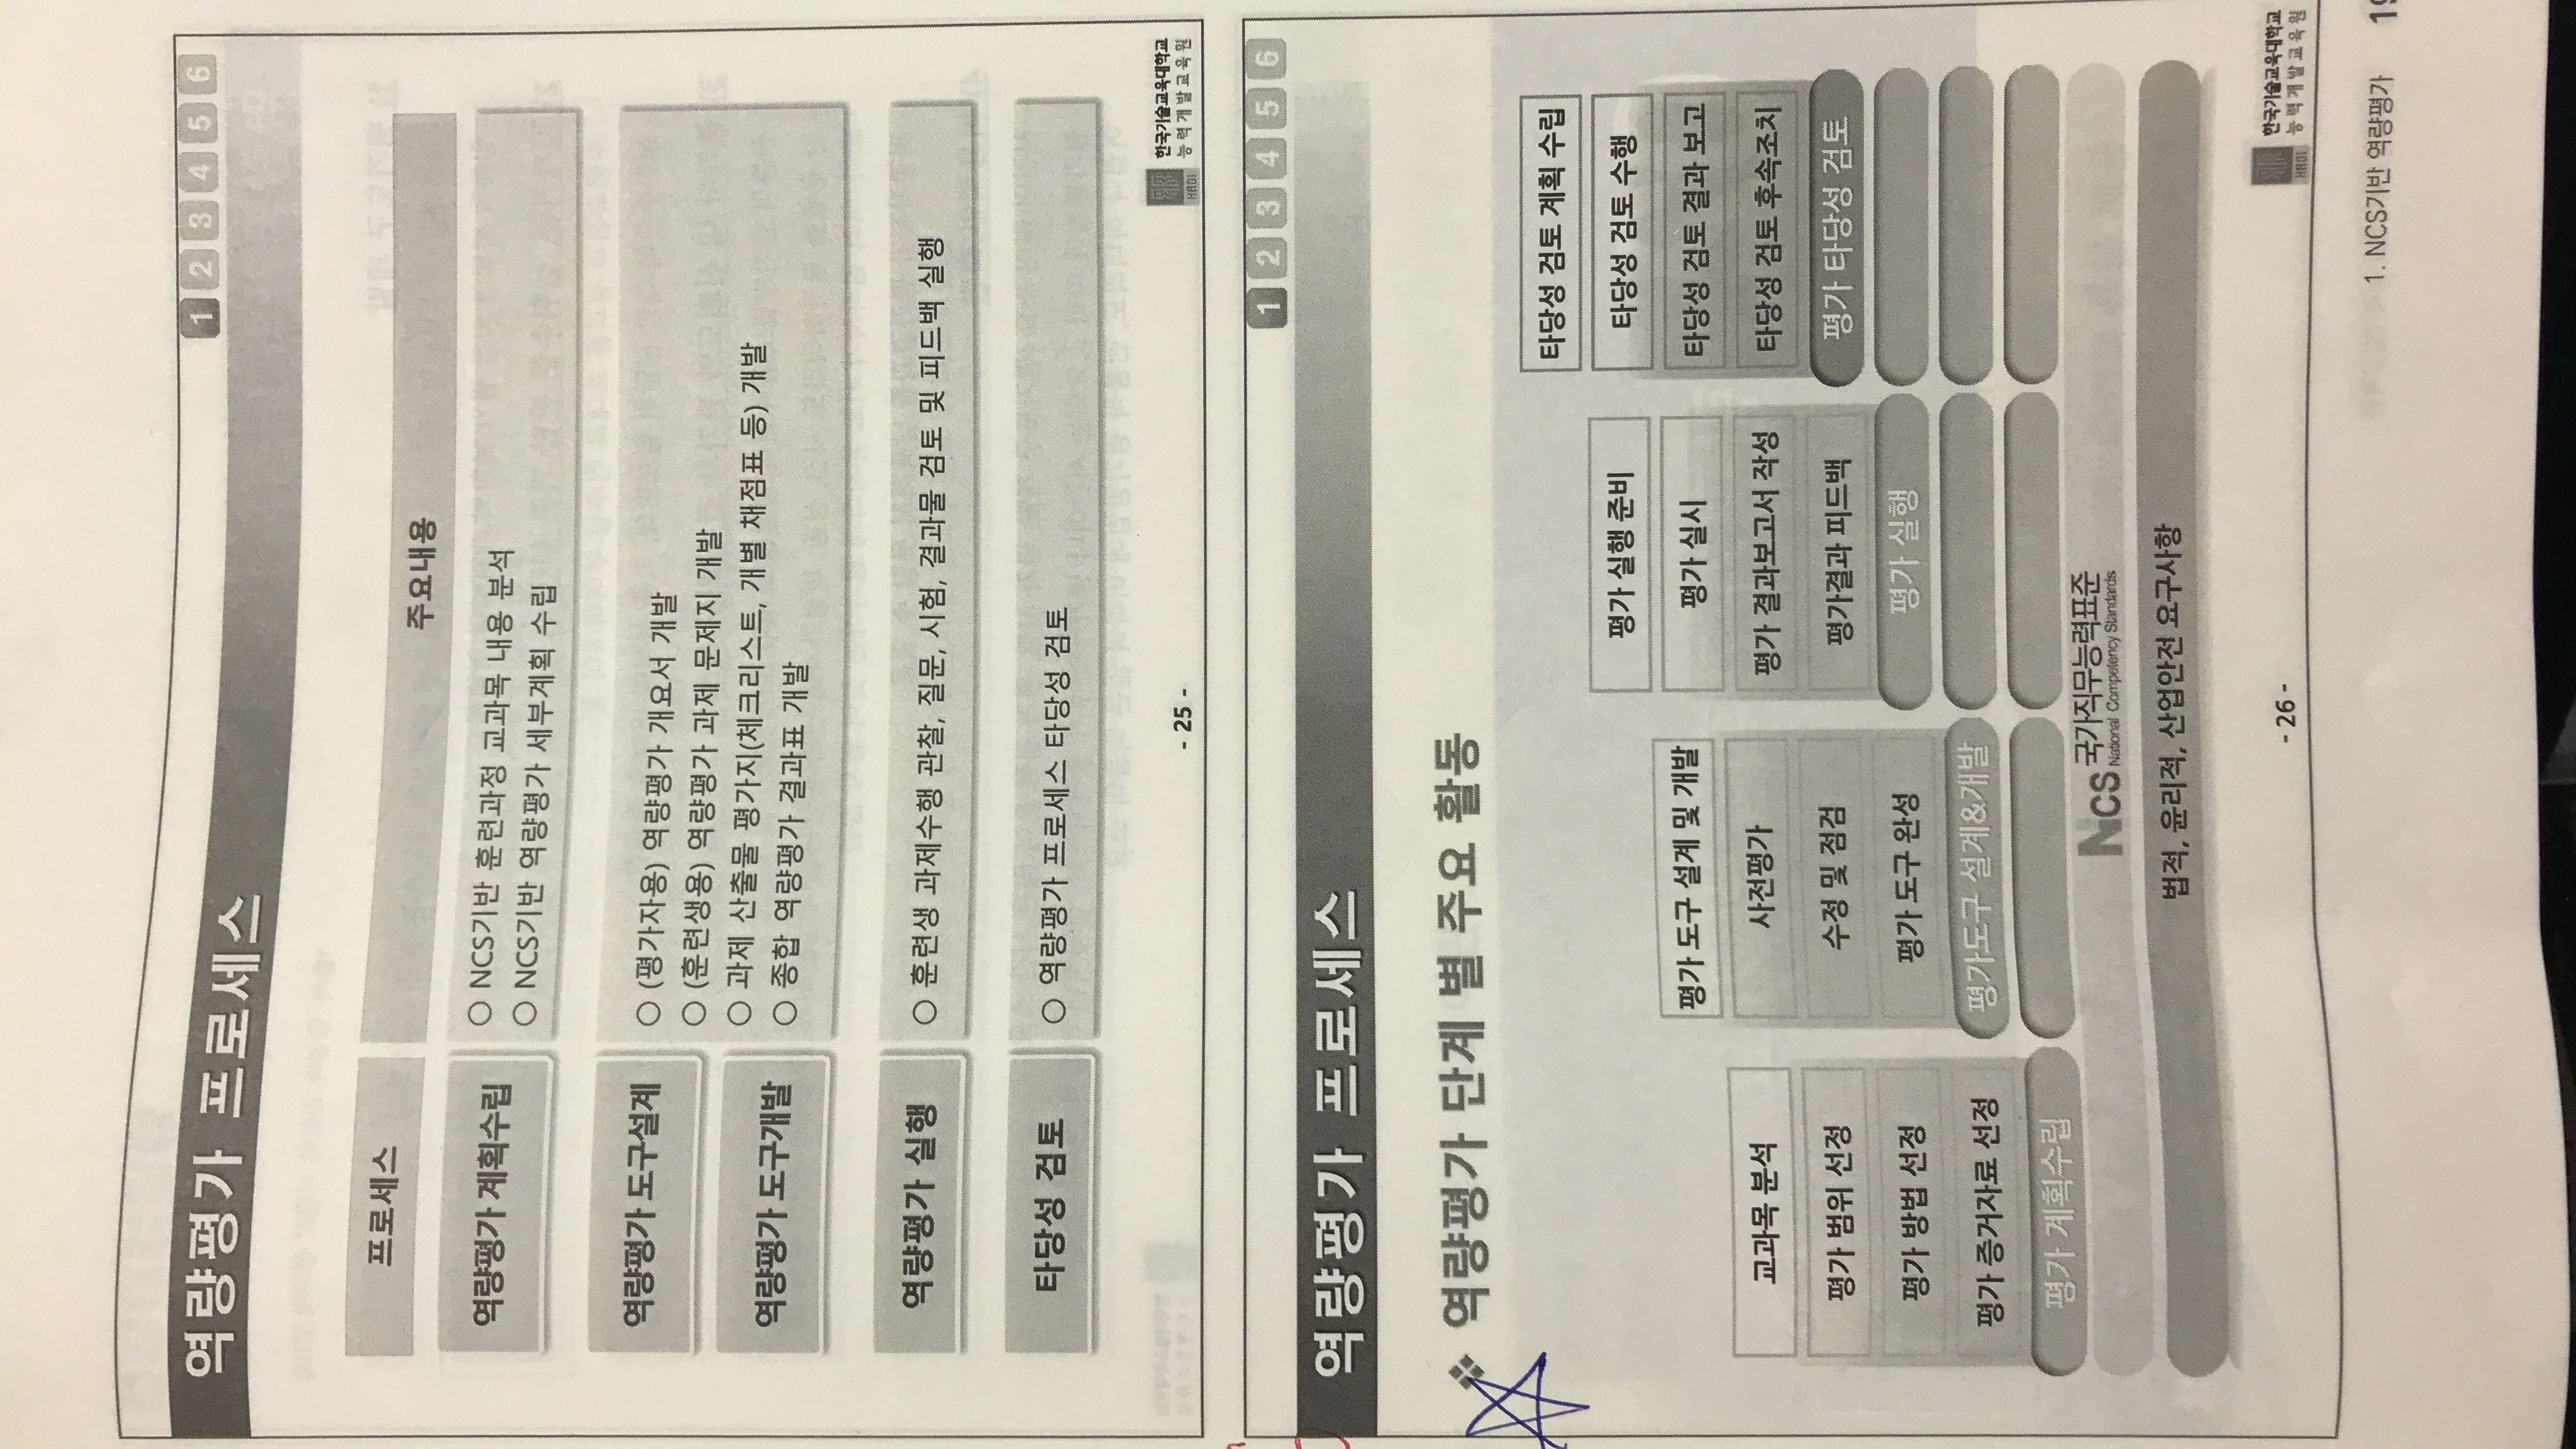 역량평가 프로세스
1 2 3 4 5 6
프로세스
주요내용
역량평가 계획수립
○ NCS기반 훈련과정 교과목 내용 분석
○ NCS기반 역량평가 세부계획 수립
역량평가 도구설계
역량평가 도구개발
○ (평가자용) 역량평가 개요서 개발
○ (훈련생용) 역량평가 과제 문제지 개발
○ 과제 산출물 평가지(체크리스트, 개별 채점표 등) 개발
○ 종합 역량평가 결과표 개발
역량평가 실행
○ 훈련생 과제수행 관찰, 질문, 시험, 결과물 검토 및 피드백 실행
타당성 검토
○ 역량평가 프로세스 타당성 검토
- 25 -
HRDI
한국기술교육대학교
능력개발교육원
1 2 3 4 5 6
역량평가 프로세스
❖ 역량평가 단계 별 주요 활동
교과목 분석
평가 범위 선정
평가 방법 선정
평가 증거자료 선정
평가 계획수립
평가 도구 설계 및 개발
사전평가
수정 및 점검
평가 도구 완성
평가도구 설계&개발
평가 실행 준비
평가 실시
평가 결과보고서 작성
평가결과 피드백
평가 실행
타당성 검토 계획 수립
타당성 검토 수행
타당성 검토 결과 보고
타당성 검토 후속조치
평가 타당성 검토
NCS 국가직무능력표준
National Competency Standards
법적, 윤리적, 산업안전 요구사항
- 26 -
HRDI
한국기술교육대학교
능력개발교육원
1. NCS기반 역량평가 19